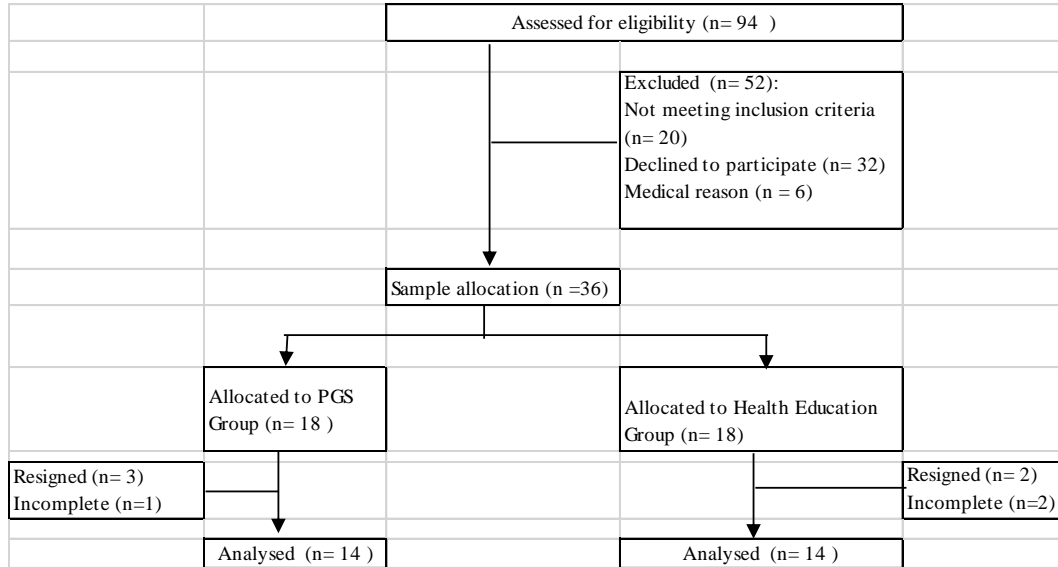 Assessed for eligibility (n= 94 )
Excluded (n= 52):
Not meeting inclusion criteria
(n= 20)
Declined to participate (n= 32)
Medical reason (n = 6)
Sample allocation (n =36)
Allocated to PGS
Group (n= 18 )
Allocated to Health Education
Group (n= 18)
Resigned (n= 3)
Incomplete (n=1)
Resigned (n= 2)
Incomplete (n=2)
Analysed (n= 14 )
Analysed (n= 14 )